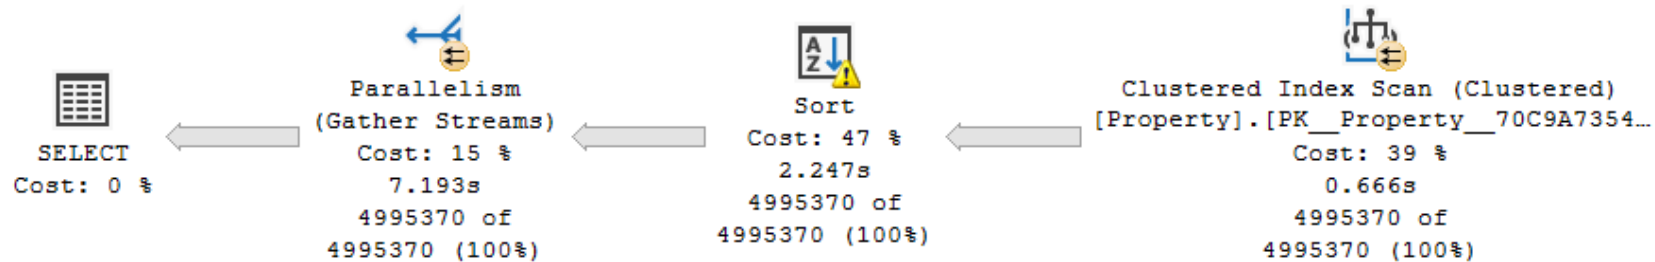 SELECT
Cost: 0 %
Parallelism
(Gather Streams)
Cost: 15 %
7.193s
4995370 of
4995370 (100%)
A
Z
Sort
Cost: 47 %
2.247s
4995370 of
4995370 (100%)
Clustered Index Scan (Clustered)
[Property].[PK__Property__70C9A7354…
Cost: 39 %
0.666s
4995370 of
4995370 (100%)